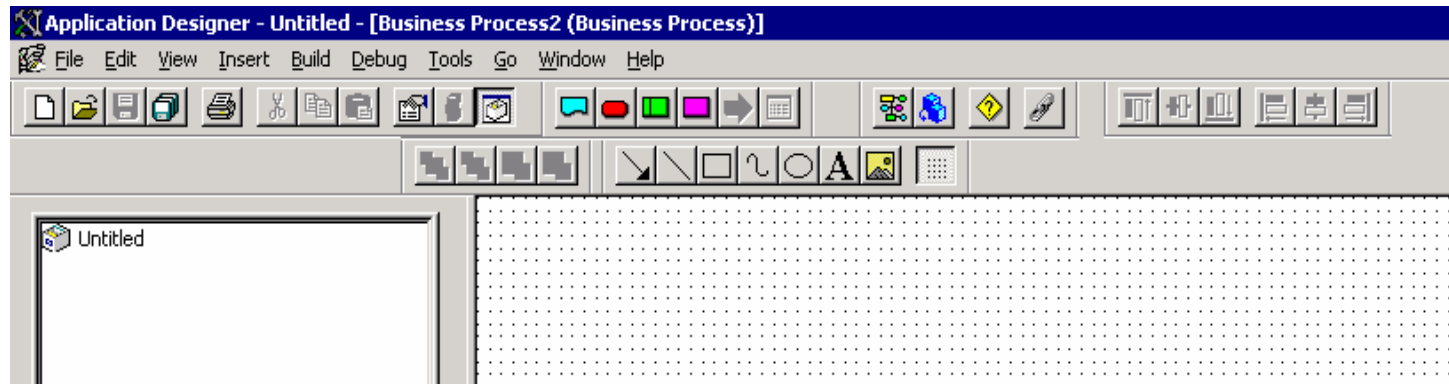 Application Designer - Untitled - [Business Process2 (Business Process)]
File Edit View Insert Build Debug Tools Go Window Help
A
Untitled